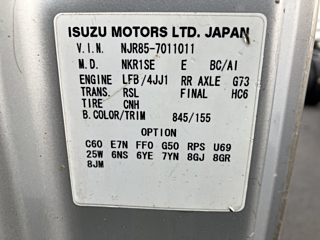 ISUZU MOTORS LTD. JAPAN
V.I.N. NJR85-7011011
M.D. NKR1SE E BC/AI
ENGINE LFB/4JJ1 RR AXLE G73
TRANS. RSL FINAL HC6
TIRE CNH
B.COLOR/TRIM 845/155
OPTION
C60 E7N FFO G50 RPS U69
25W 6NS 6YE 7YN 8GJ 8GR
8JM